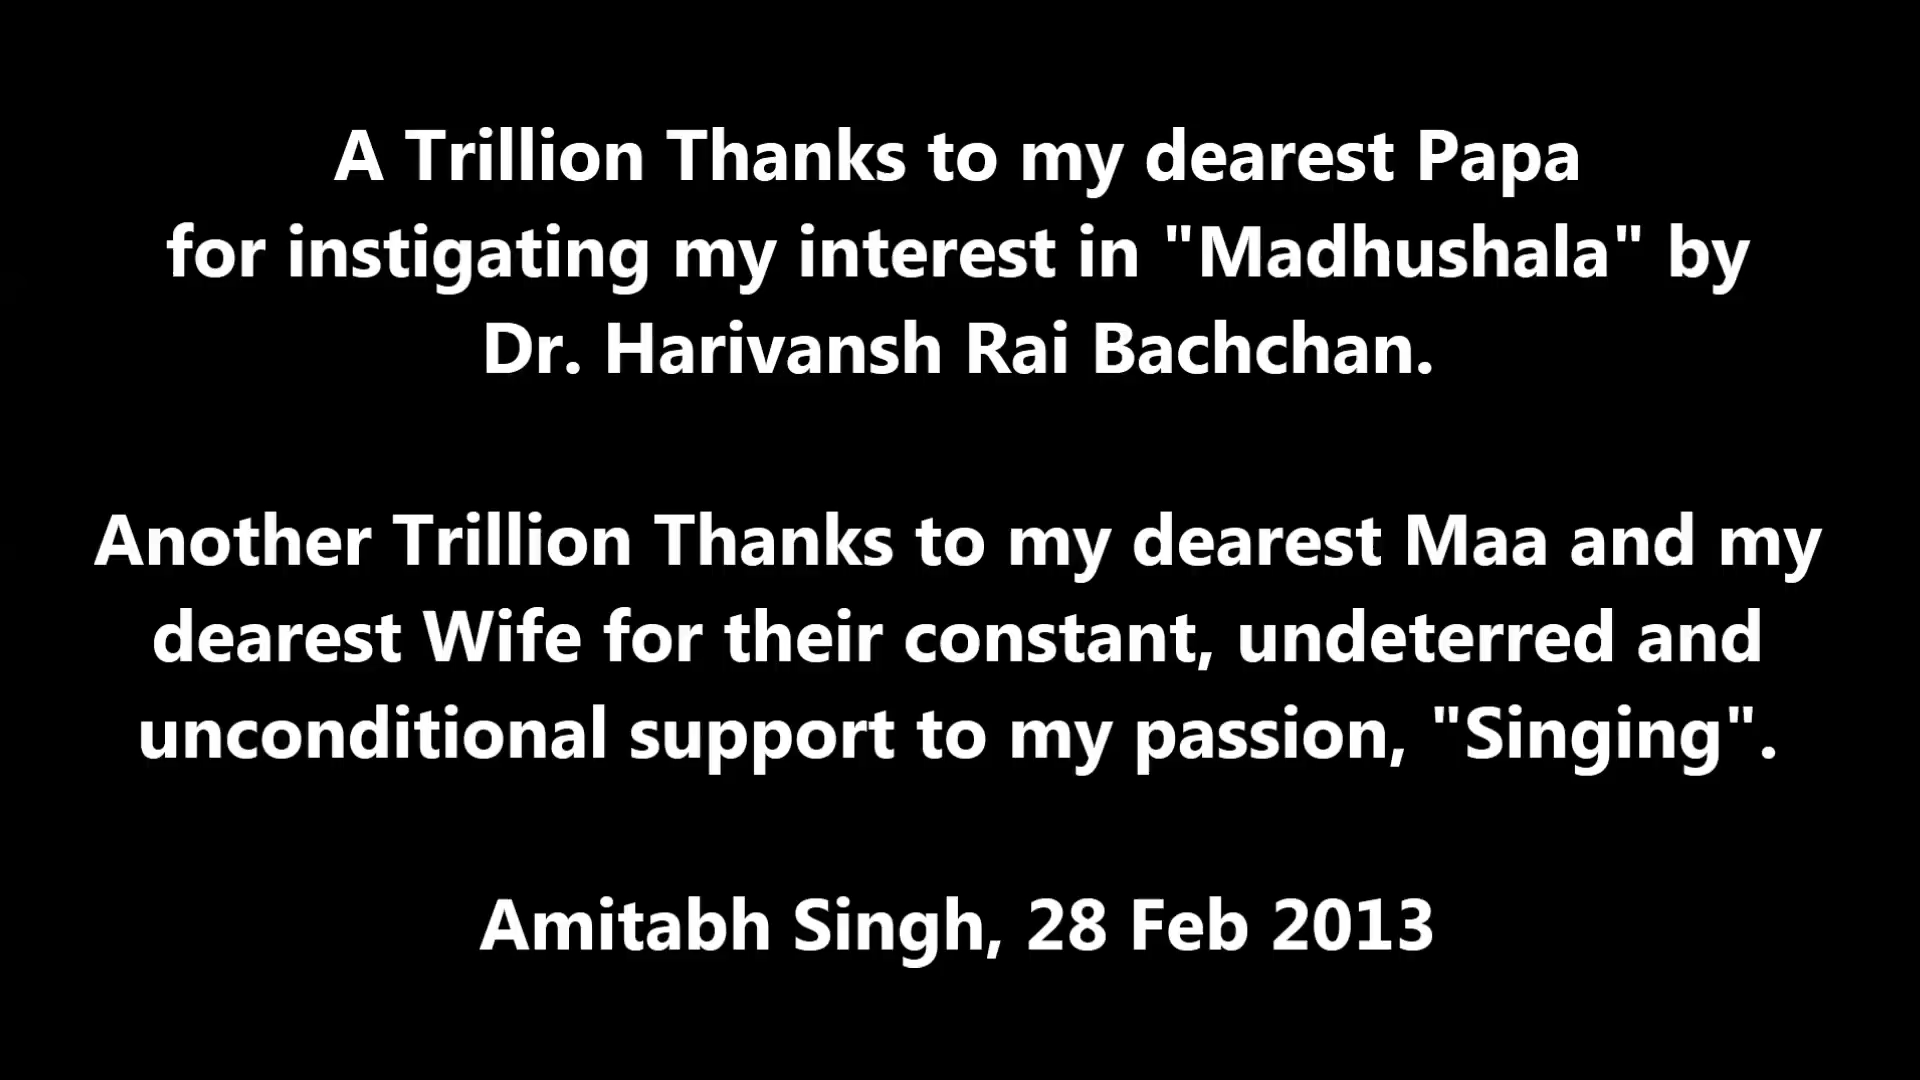 A Trillion Thanks to my dearest Papa
for instigating my interest in "Madhushala" by
Dr. Harivansh Rai Bachchan.
Another Trillion Thanks to my dearest Maa and my
dearest Wife for their constant, undeterred and
unconditional support to my passion, "Singing".
Amitabh Singh, 28 Feb 2013